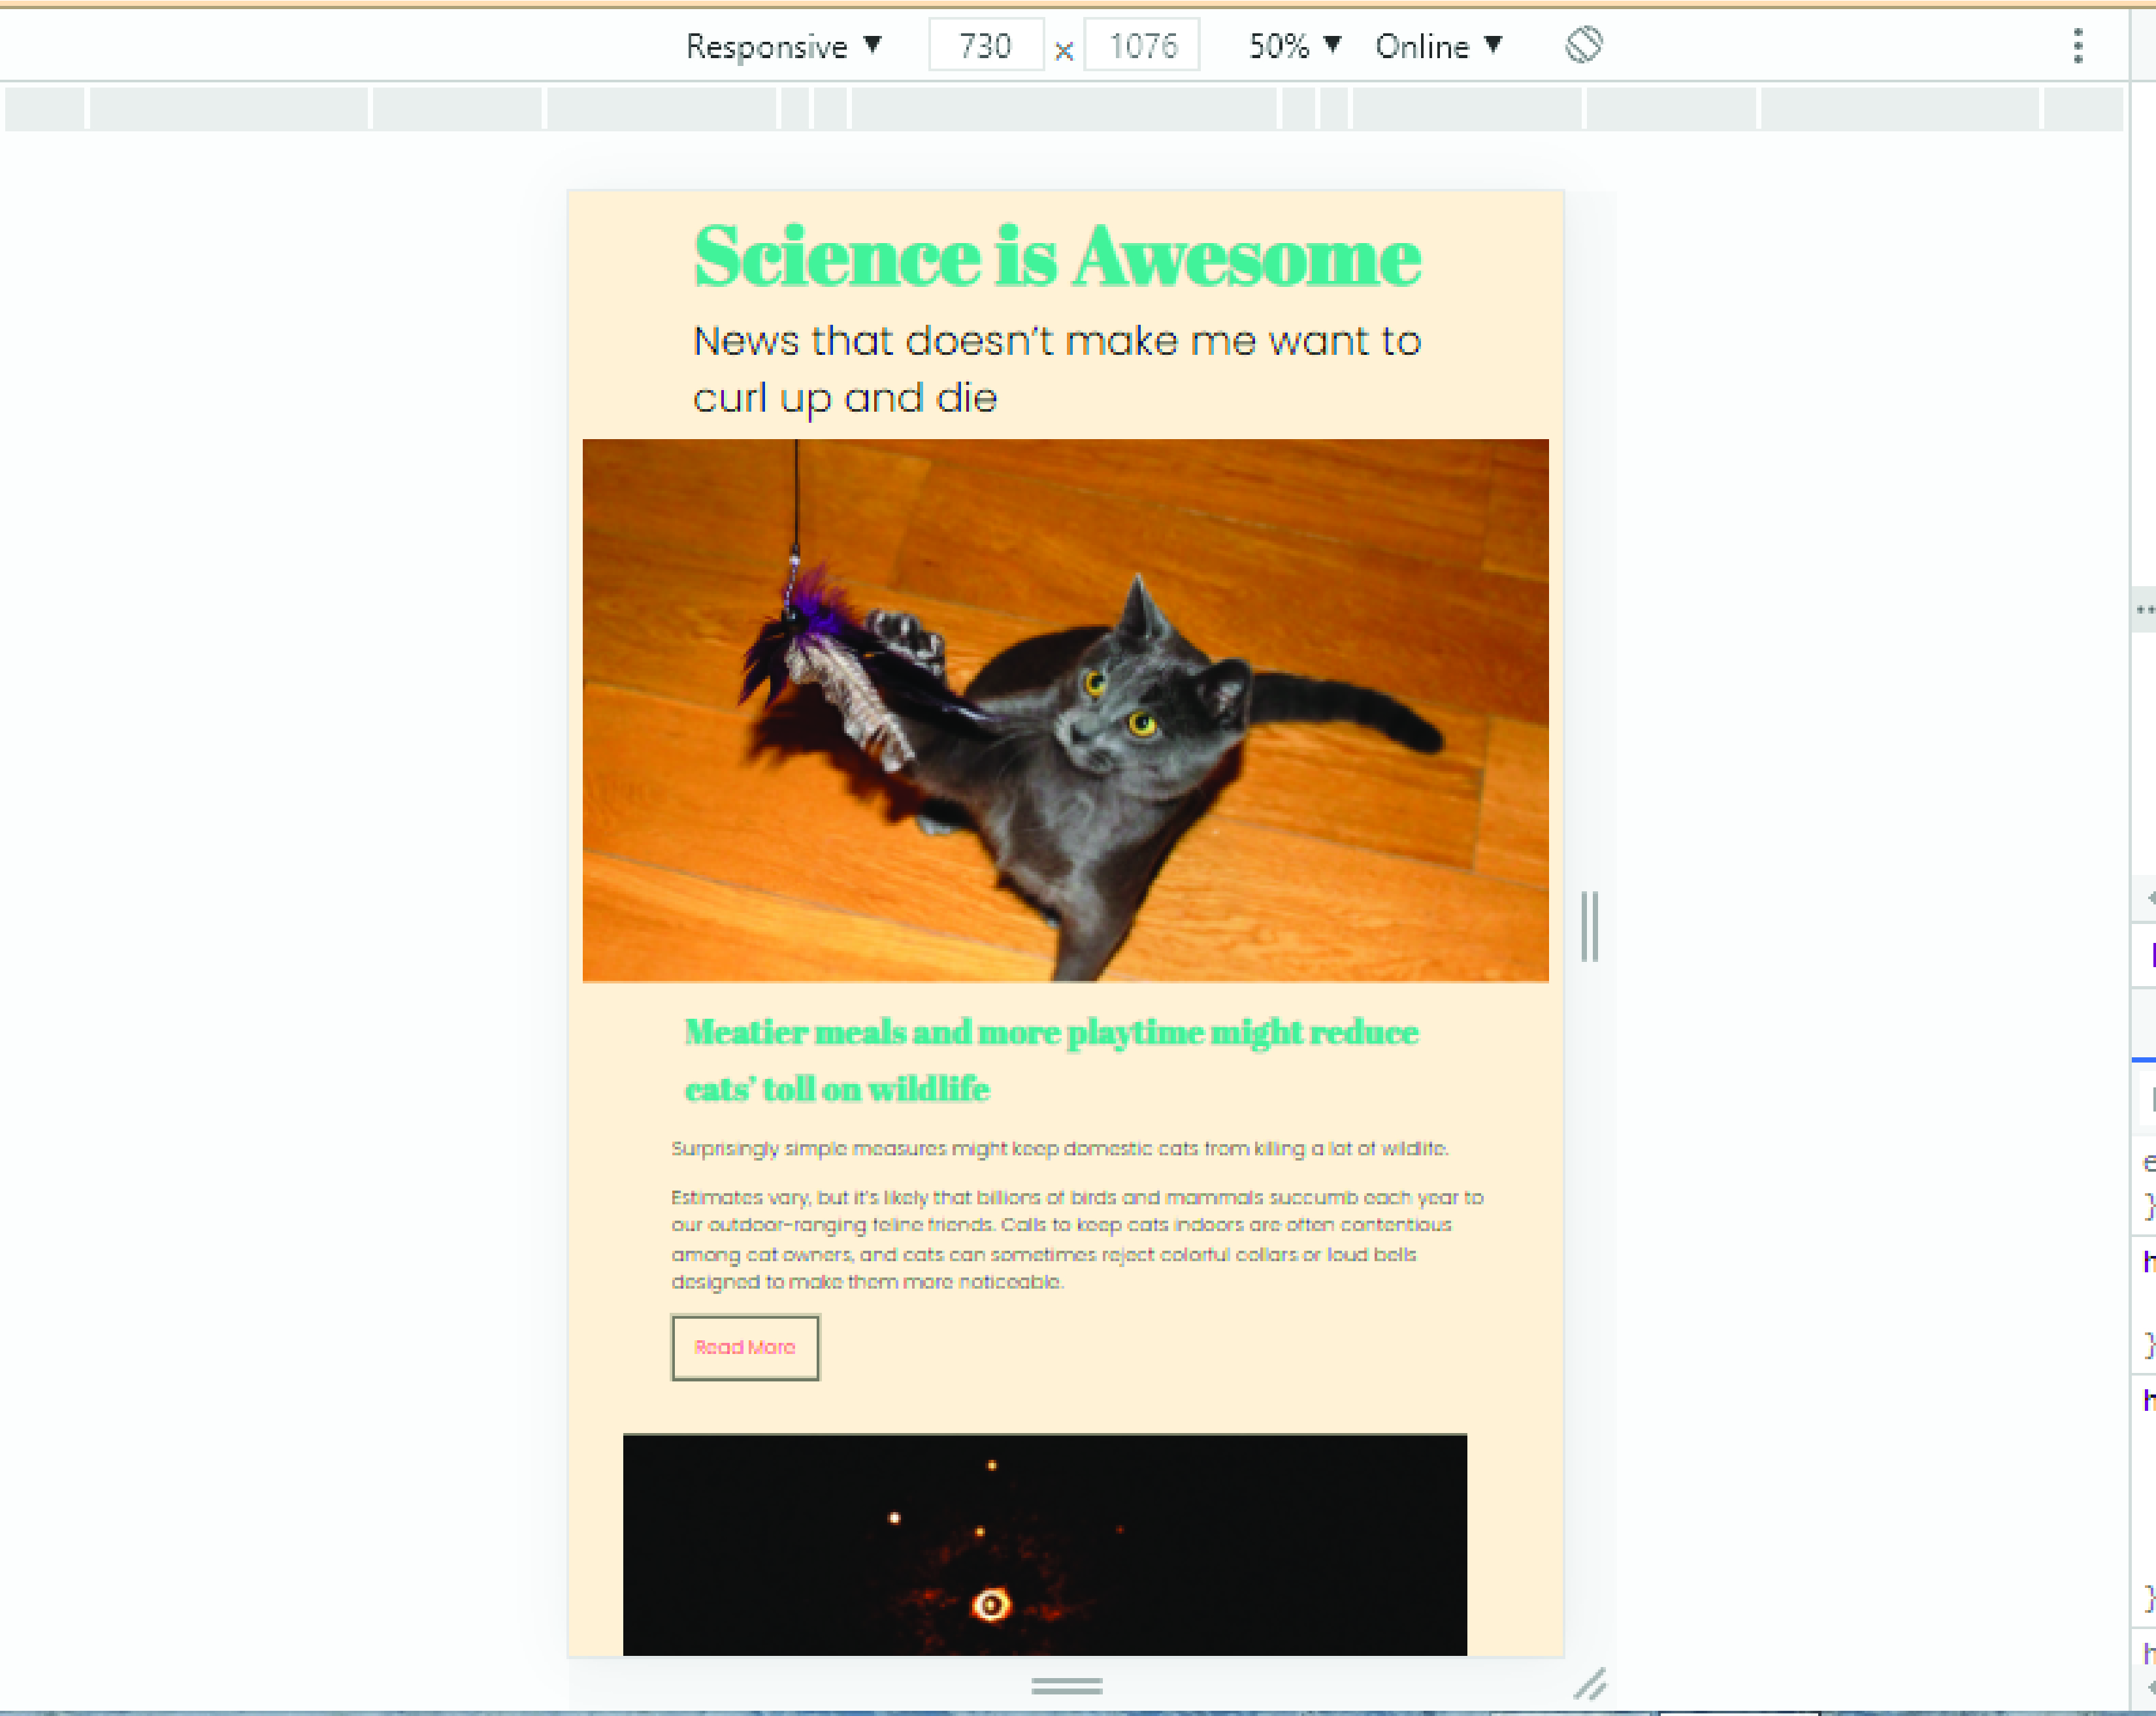 Responsive ▼ 730 x 1076 50% ▼ Online ▼
Science is Awesome
News that doesn't make me want to
curl up and die
Meatier meals and more playtime might reduce
cats' toll on wildlife
Surprisingly simple measures might keep domestic cats from killing a lot of wildlife.
Estimates vary, but it's likely that billions of birds and mammals succumb each year to
our outdoor-ranging feline friends. Calls to keep cats indoors are often contentious
among cat owners, and cats can sometimes reject colorful collars or loud bells
designed to make them more noticeable.
Read More
e
}
h
}
h
}
h